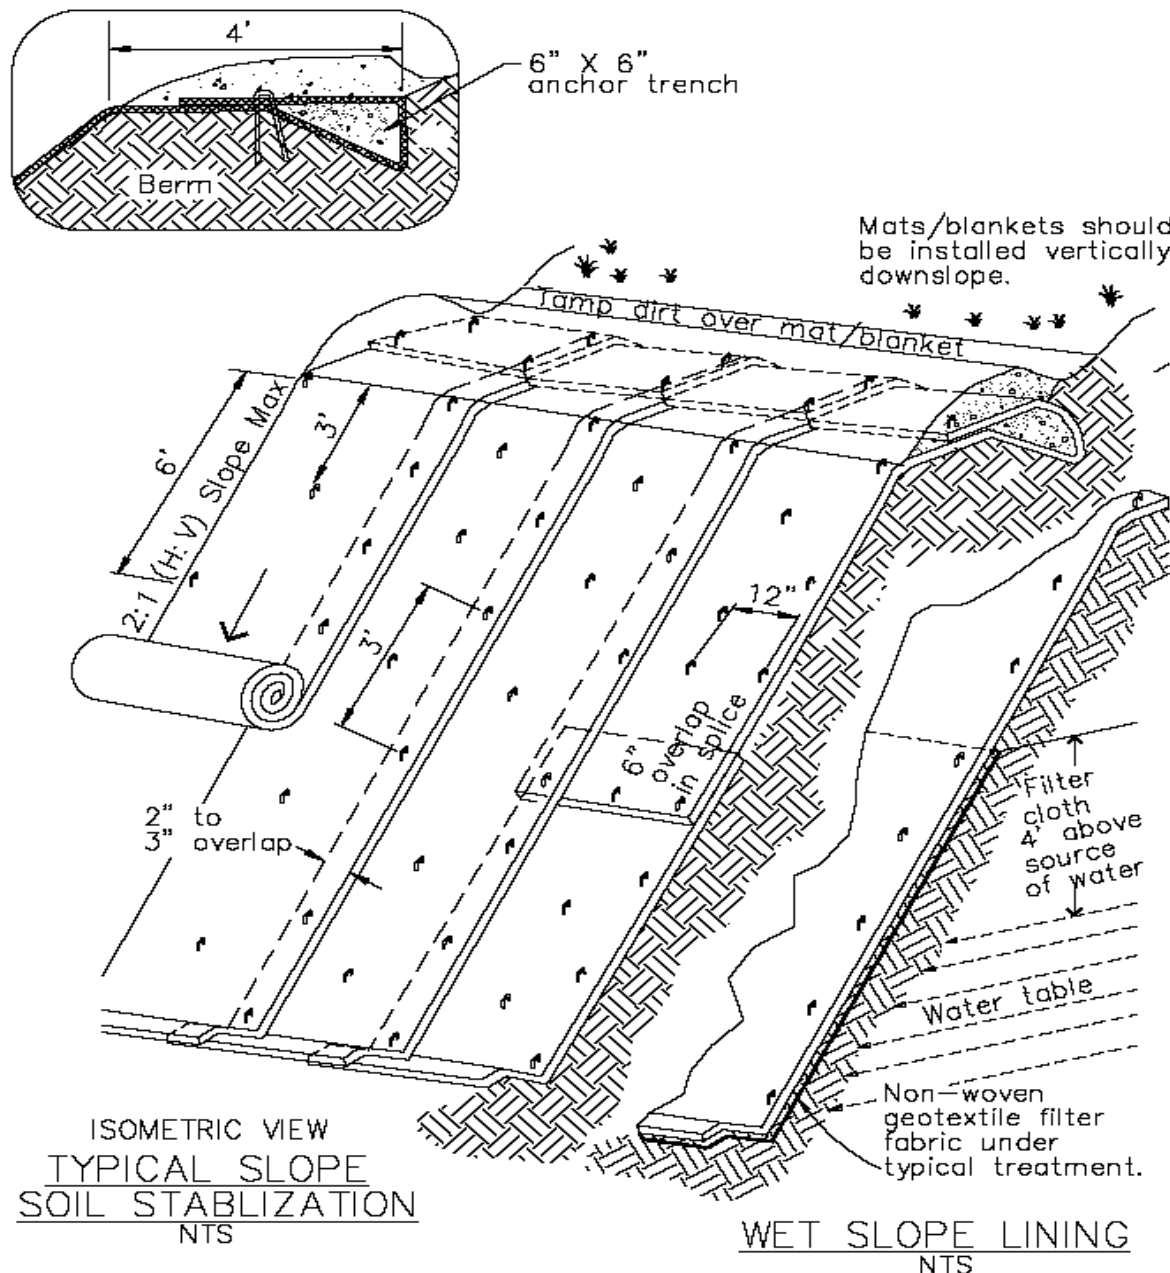 4'
6" X 6"
anchor trench
Berm
Mats/blankets should
be installed vertically
downslope.
Tamp dirt over mat/blanket
6'
2:1 (H:V) Slope Max
3'
3'
12"
6"
overlap
in splice
2" to
3" overlap
Filter
cloth
4' above
source
of water
Water table
Non-woven
geotextile filter
fabric under
typical treatment.
ISOMETRIC VIEW
TYPICAL SLOPE
SOIL STABLIZATION
NTS
WET SLOPE LINING
NTS